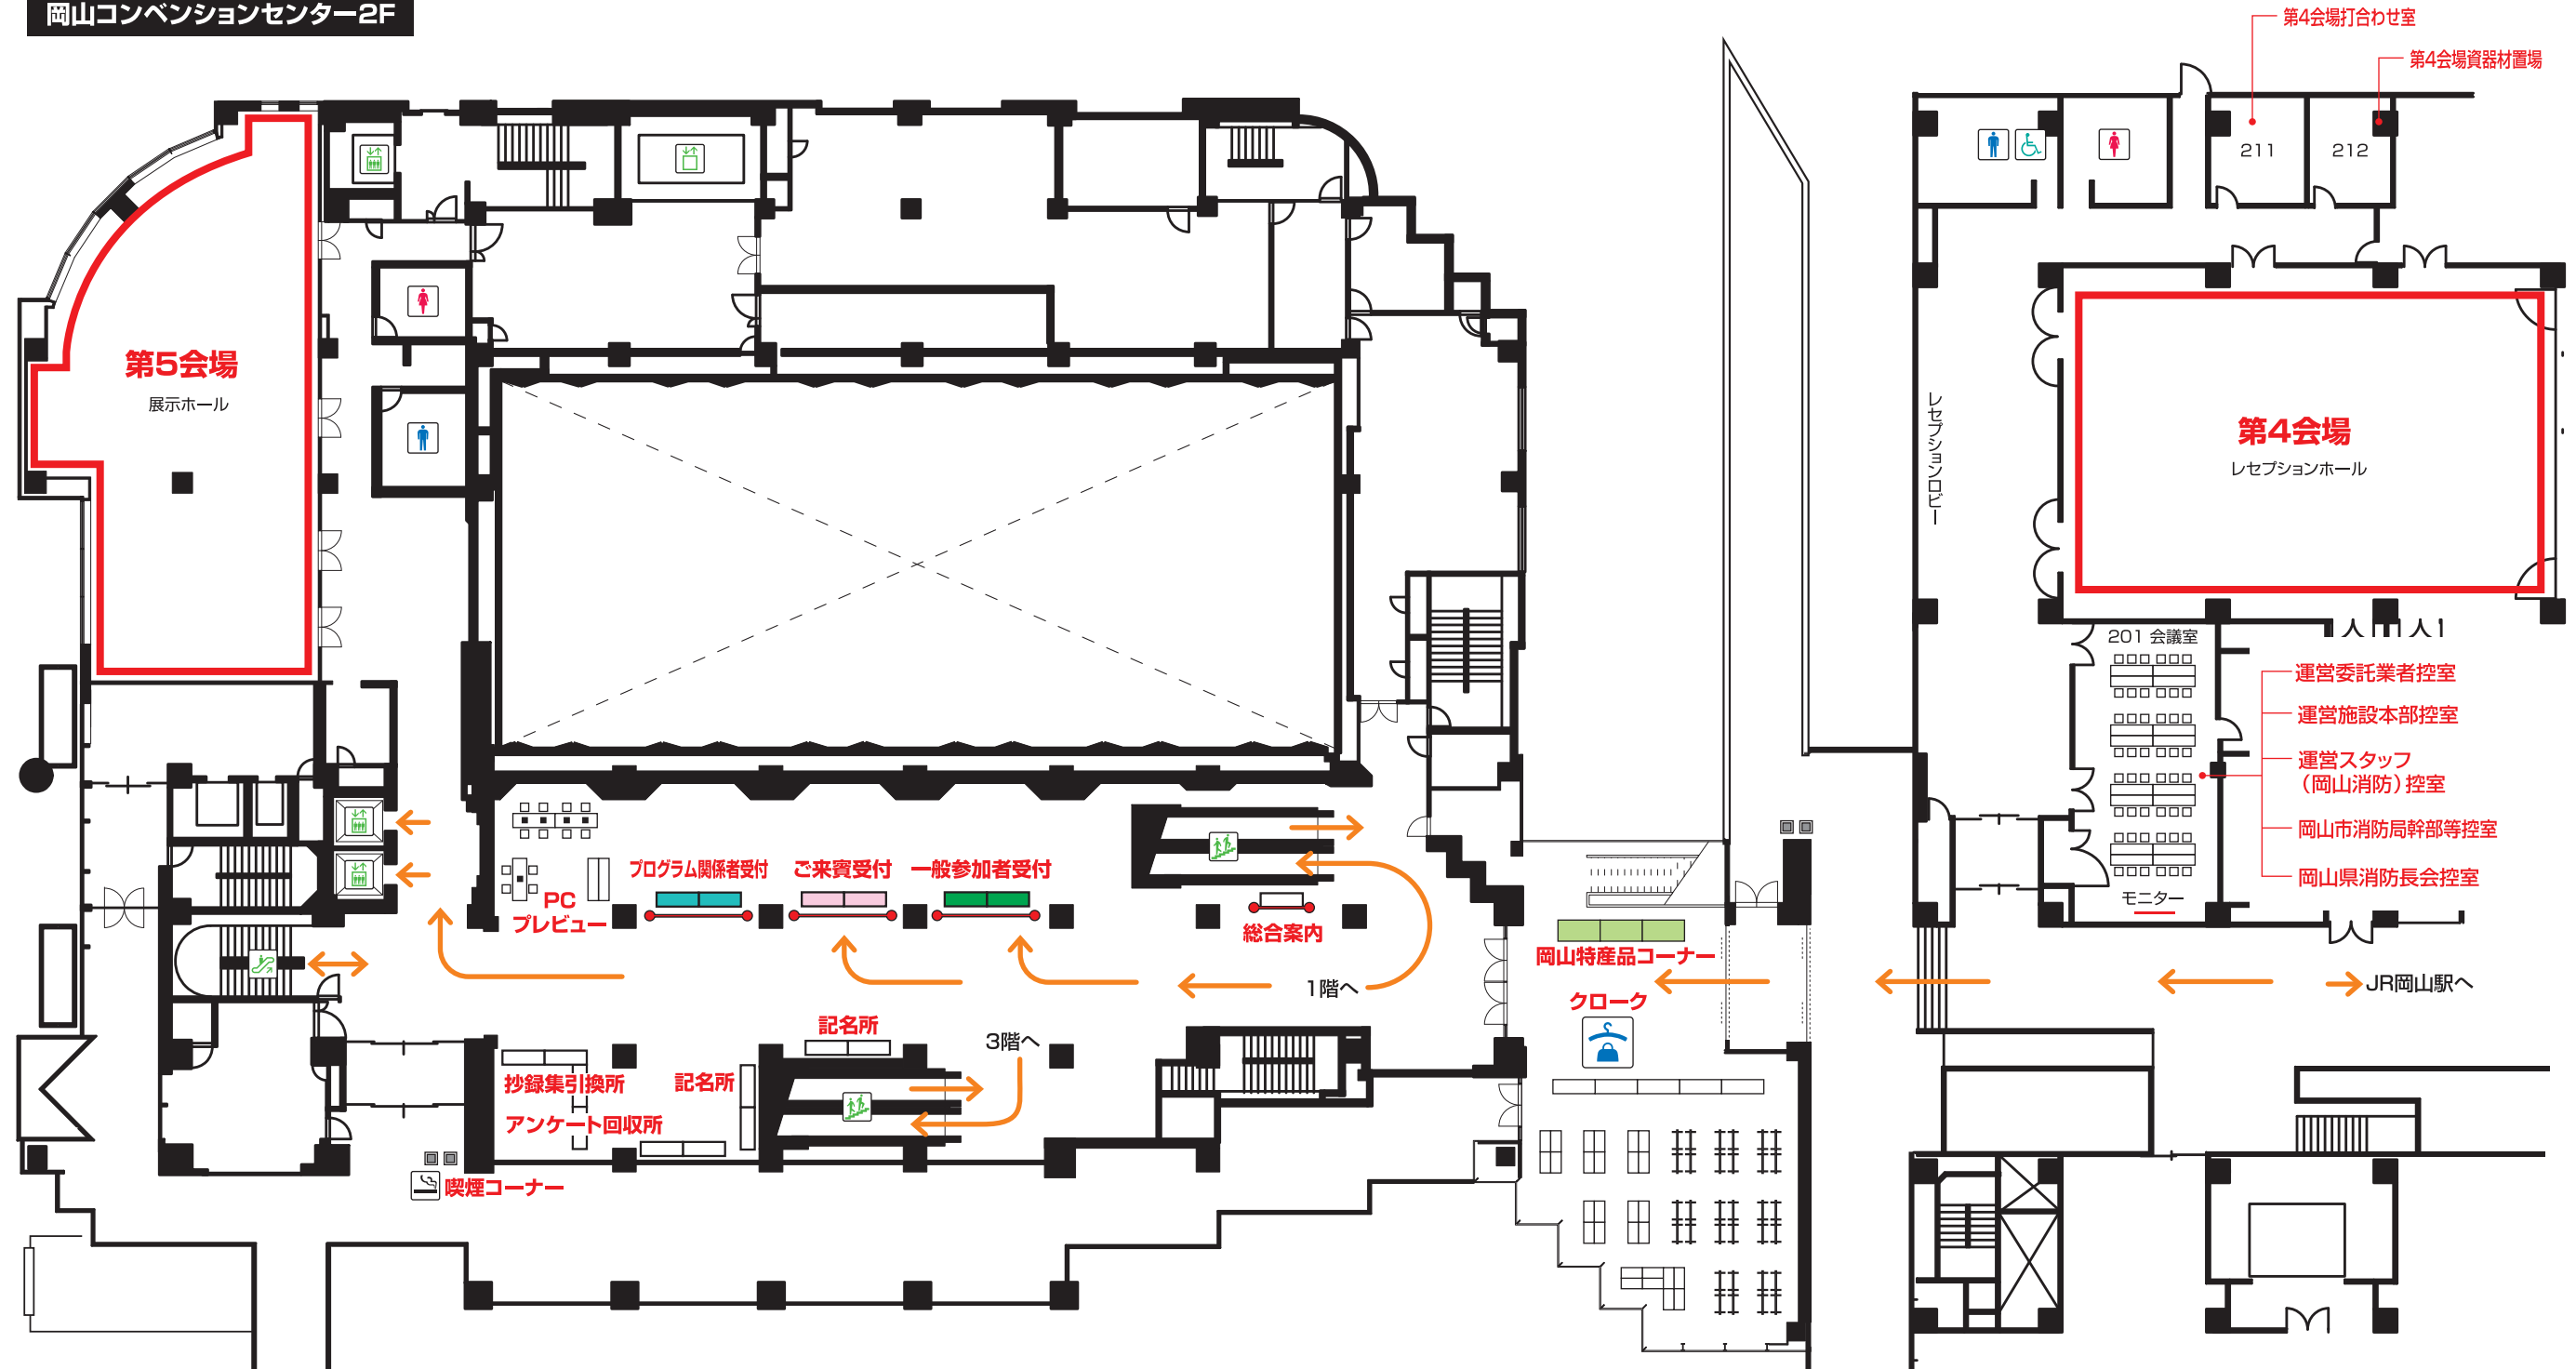 岡山コンベンションセンター2F
第4会場打合わせ室
第4会場資器材置場
211
212
第5会場
展示ホール
レセプションロビー
第4会場
レセプションホール
201 会議室
運営委託業者控室
運営施設本部控室
運営スタッフ
（岡山消防）控室
岡山市消防局幹部等控室
岡山県消防長会控室
モニター
PC
プレビュー
プログラム関係者受付
ご来賓受付
一般参加者受付
総合案内
岡山特産品コーナー
クローク
1階へ
JR岡山駅へ
記名所
3階へ
抄録集引換所
記名所
アンケート回収所
喫煙コーナー